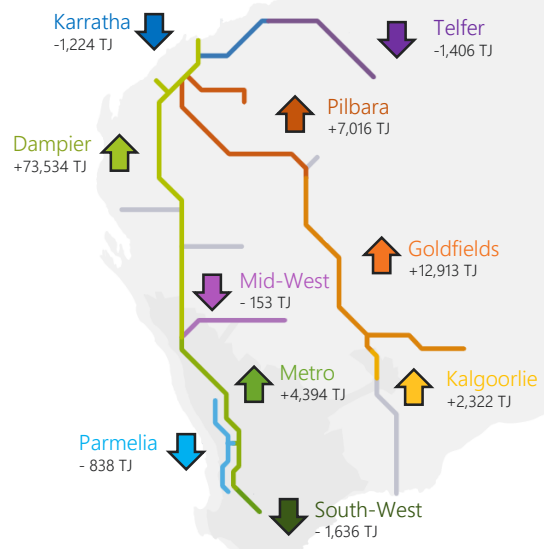 Karratha
-1,224 TJ
Telfer
-1,406 TJ
Pilbara
+7,016 TJ
Dampier
+73,534 TJ
Goldfields
+12,913 TJ
Mid-West
- 153 TJ
Metro
+4,394 TJ
Kalgoorlie
+2,322 TJ
Parmelia
- 838 TJ
South-West
- 1,636 TJ